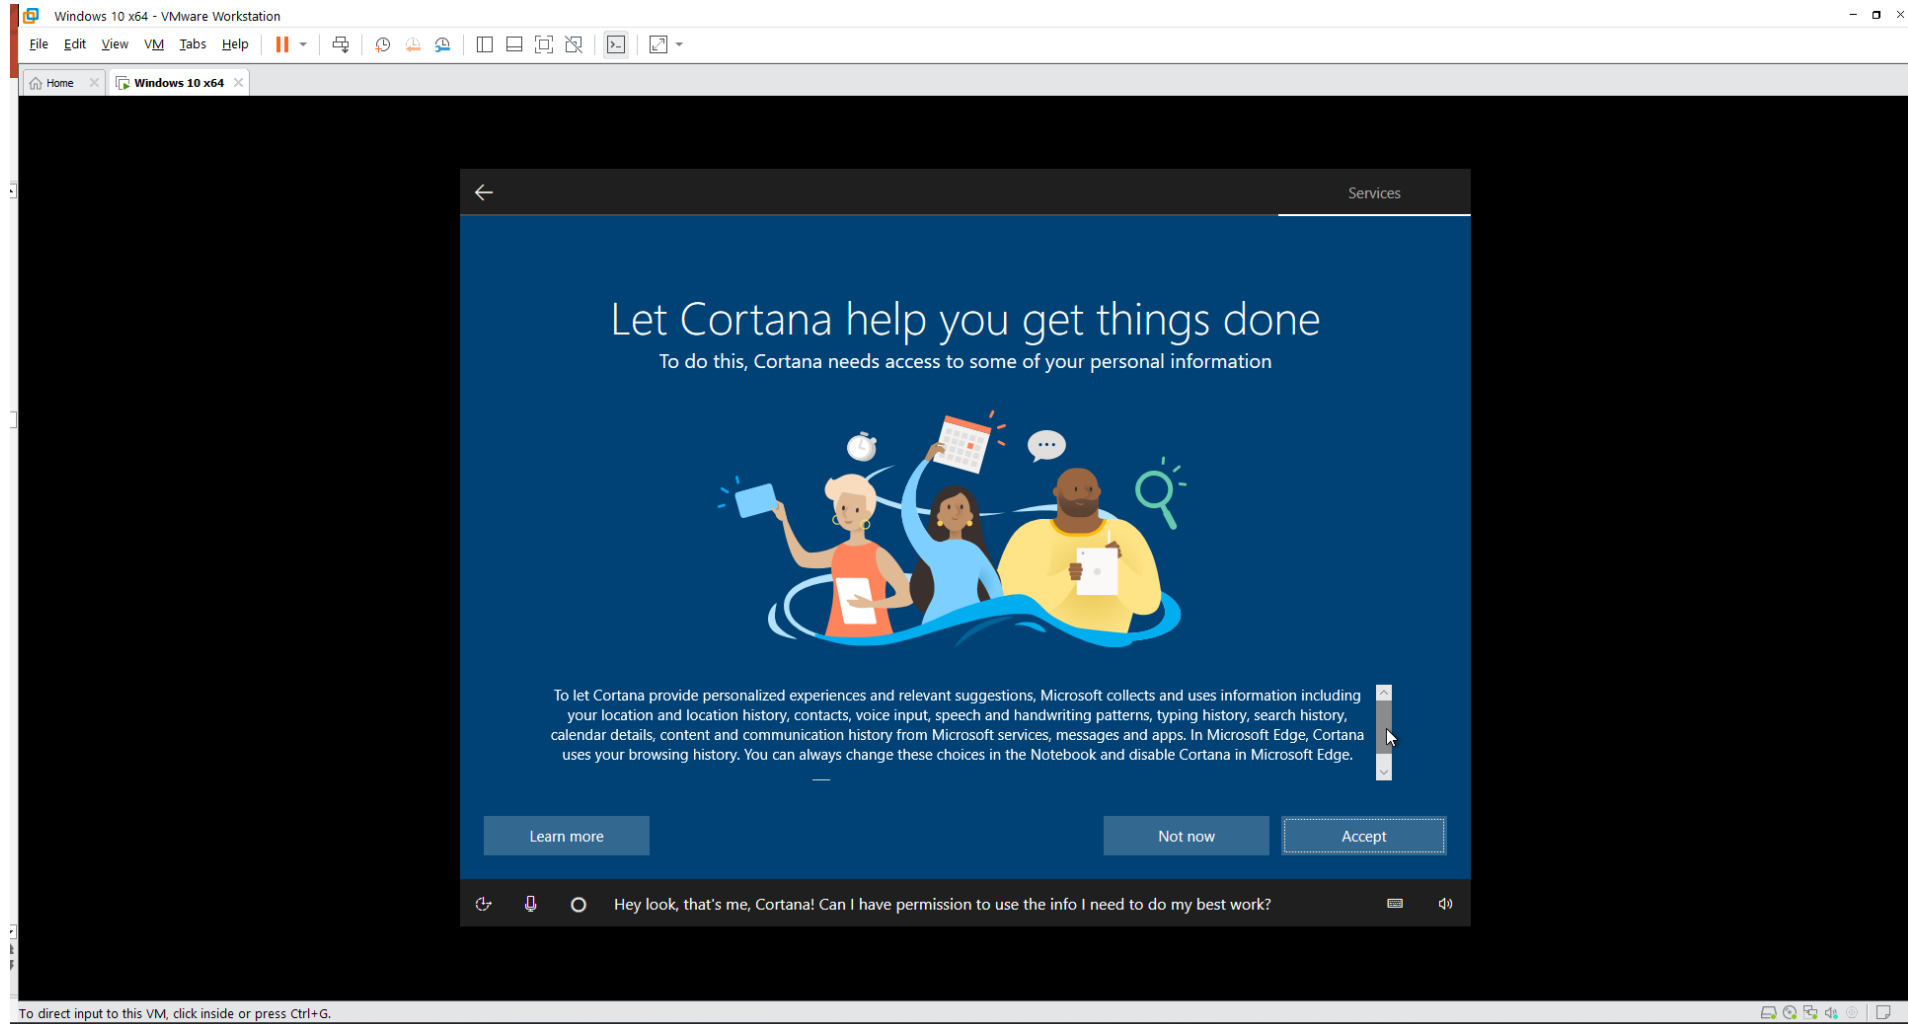 Windows 10 x64 - VMware Workstation
File Edit View VM Tabs Help
Home Windows 10 x64
Services
Let Cortana help you get things done
To do this, Cortana needs access to some of your personal information
To let Cortana provide personalized experiences and relevant suggestions, Microsoft collects and uses information including
your location and location history, contacts, voice input, speech and handwriting patterns, typing history, search history,
calendar details, content and communication history from Microsoft services, messages and apps. In Microsoft Edge, Cortana
uses your browsing history. You can always change these choices in the Notebook and disable Cortana in Microsoft Edge.
Learn more Not now Accept
Hey look, that's me, Cortana! Can I have permission to use the info I need to do my best work?
To direct input to this VM, click inside or press Ctrl+G.